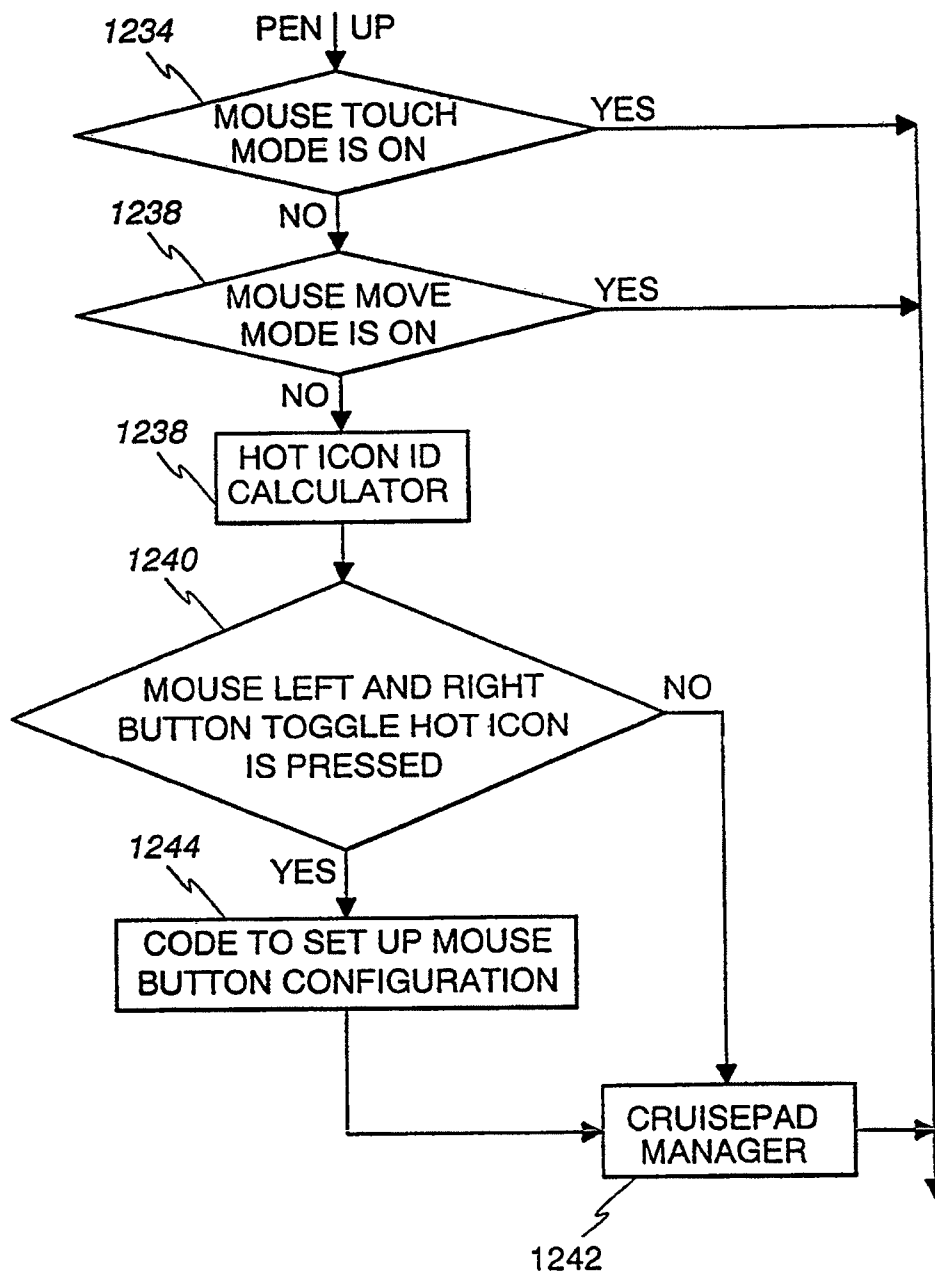 1234
PEN UP
MOUSE TOUCH
MODE IS ON
YES
NO
1238
MOUSE MOVE
MODE IS ON
YES
NO
1238
HOT ICON ID
CALCULATOR
1240
MOUSE LEFT AND RIGHT
BUTTON TOGGLE HOT ICON
IS PRESSED
NO
YES
1244
CODE TO SET UP MOUSE
BUTTON CONFIGURATION
CRUISEPAD
MANAGER
1242